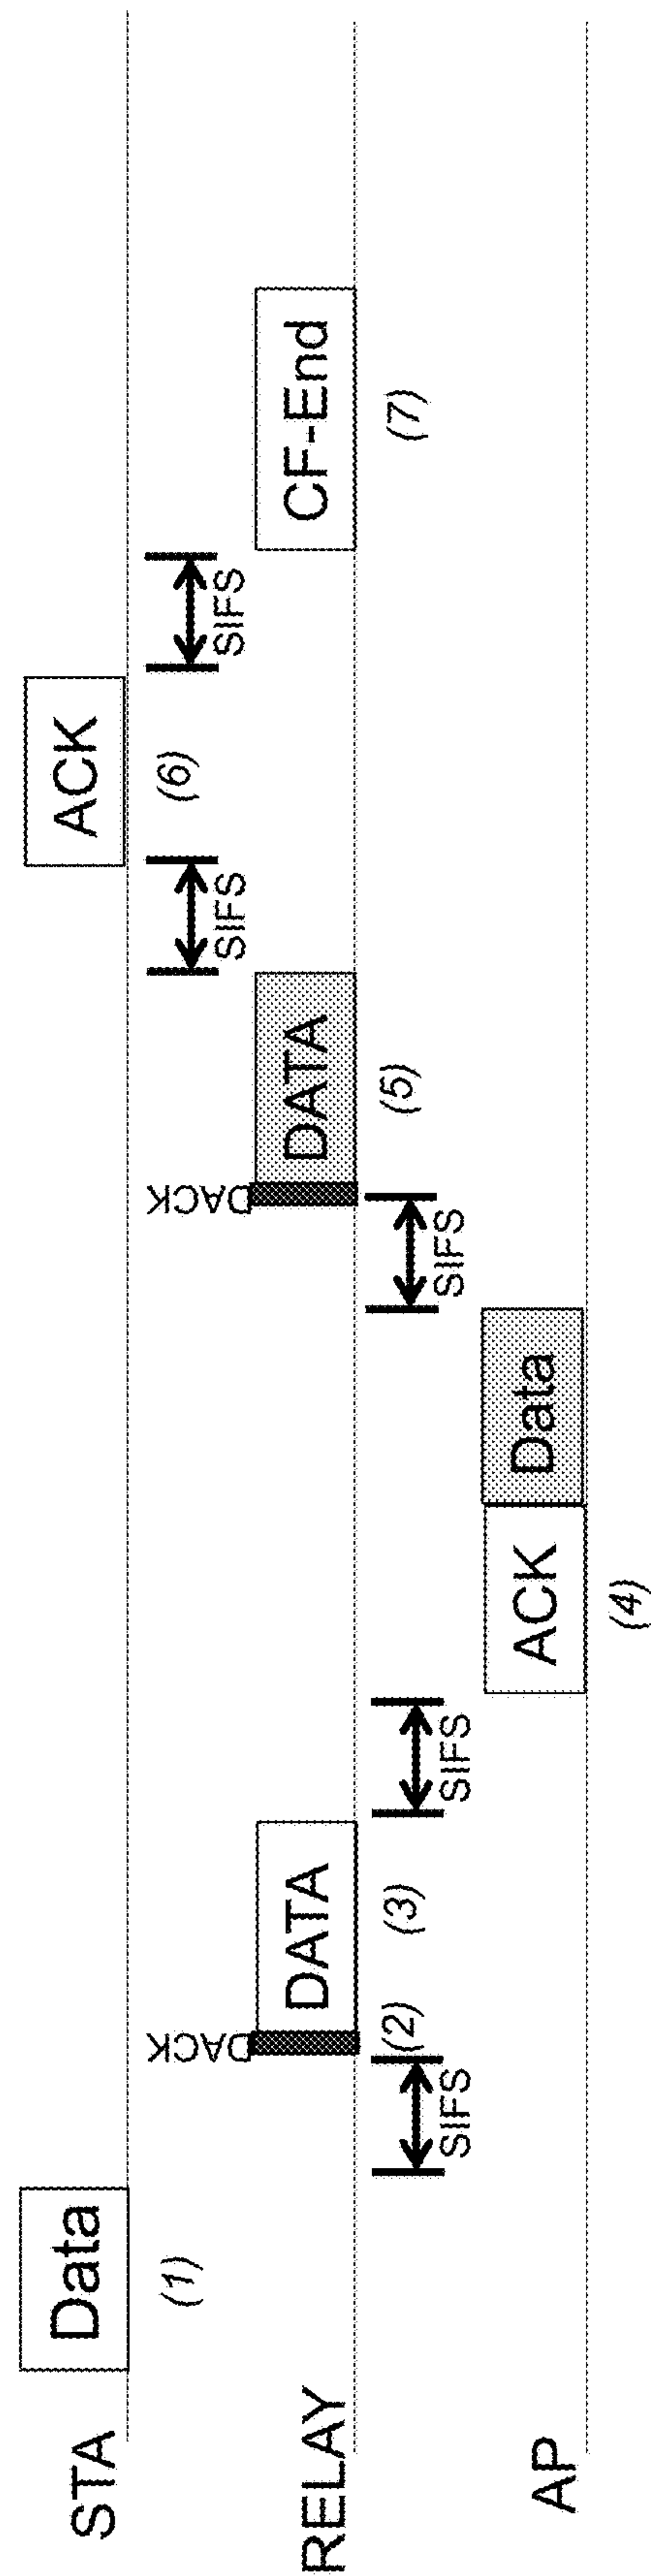 STA
Data
(1)
ACK
(6)
SIFS
SIFS
RELAY
DACK
DATA
(2)
(3)
SIFS
SIFS
DACK
DATA
(5)
SIFS
CF-End
(7)
AP
ACK
Data
(4)